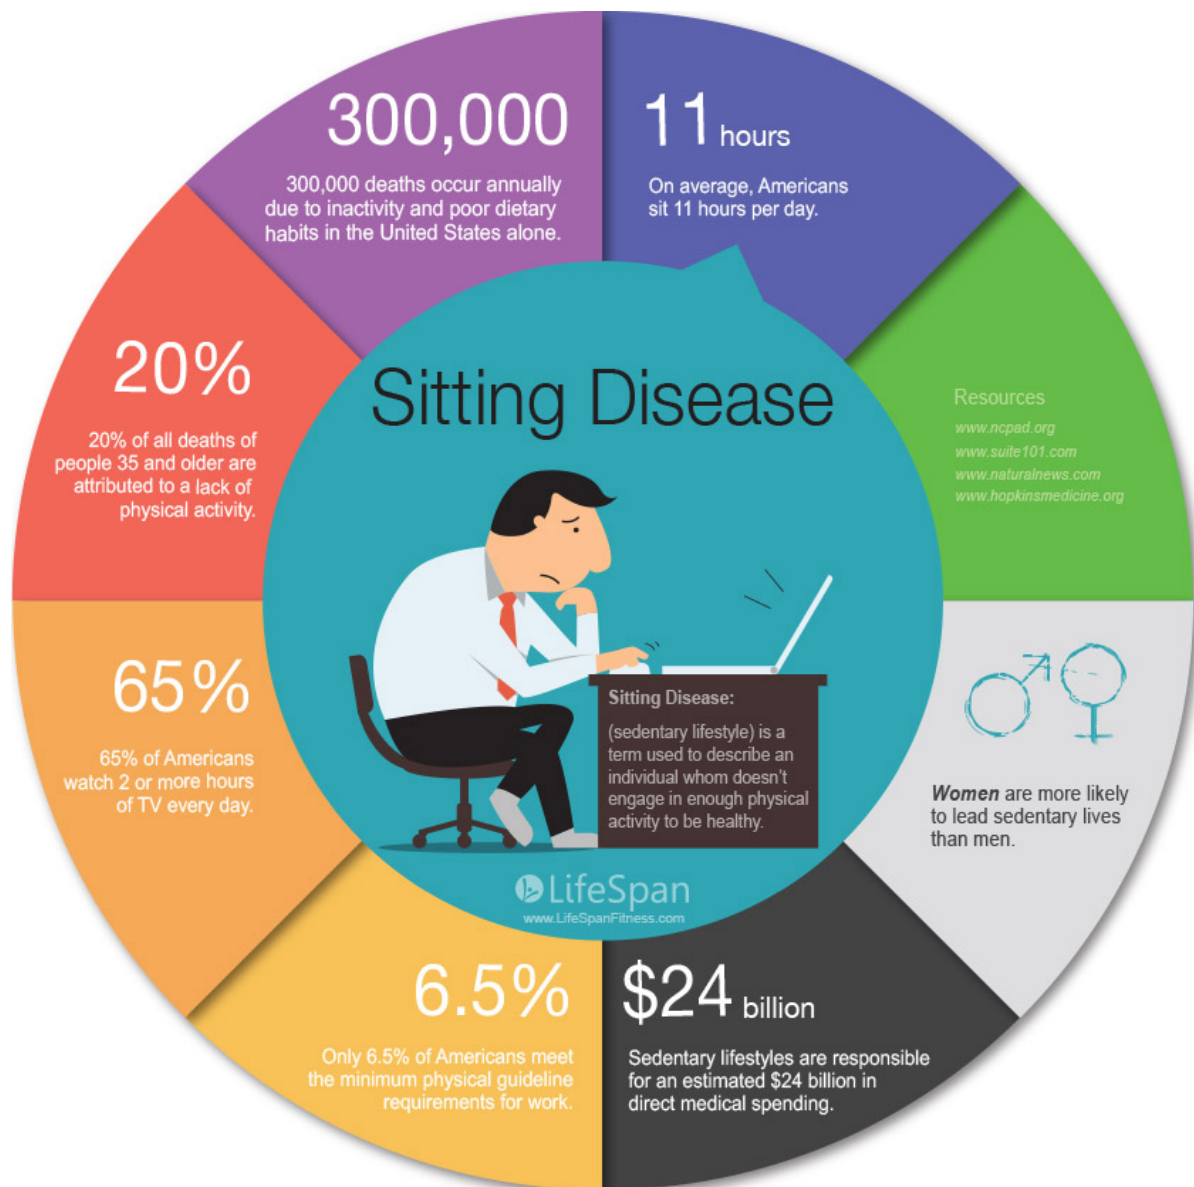 300,000
300,000 deaths occur annually
due to inactivity and poor dietary
habits in the United States alone.
11 hours
On average, Americans
sit 11 hours per day.
Resources
www.ncpad.org
www.suite101.com
www.naturalnews.com
www.hopkinsmedicine.org
20%
20% of all deaths of
people 35 and older are
attributed to a lack of
physical activity.
Sitting Disease
65%
65% of Americans
watch 2 or more hours
of TV every day.
Sitting Disease:
(sedentary lifestyle) is a
term used to describe an
individual whom doesn't
engage in enough physical
activity to be healthy.
Women are more likely
to lead sedentary lives
than men.
LifeSpan
www.LifeSpanFitness.com
6.5%
Only 6.5% of Americans meet
the minimum physical guideline
requirements for work.
$24 billion
Sedentary lifestyles are responsible
for an estimated $24 billion in
direct medical spending.